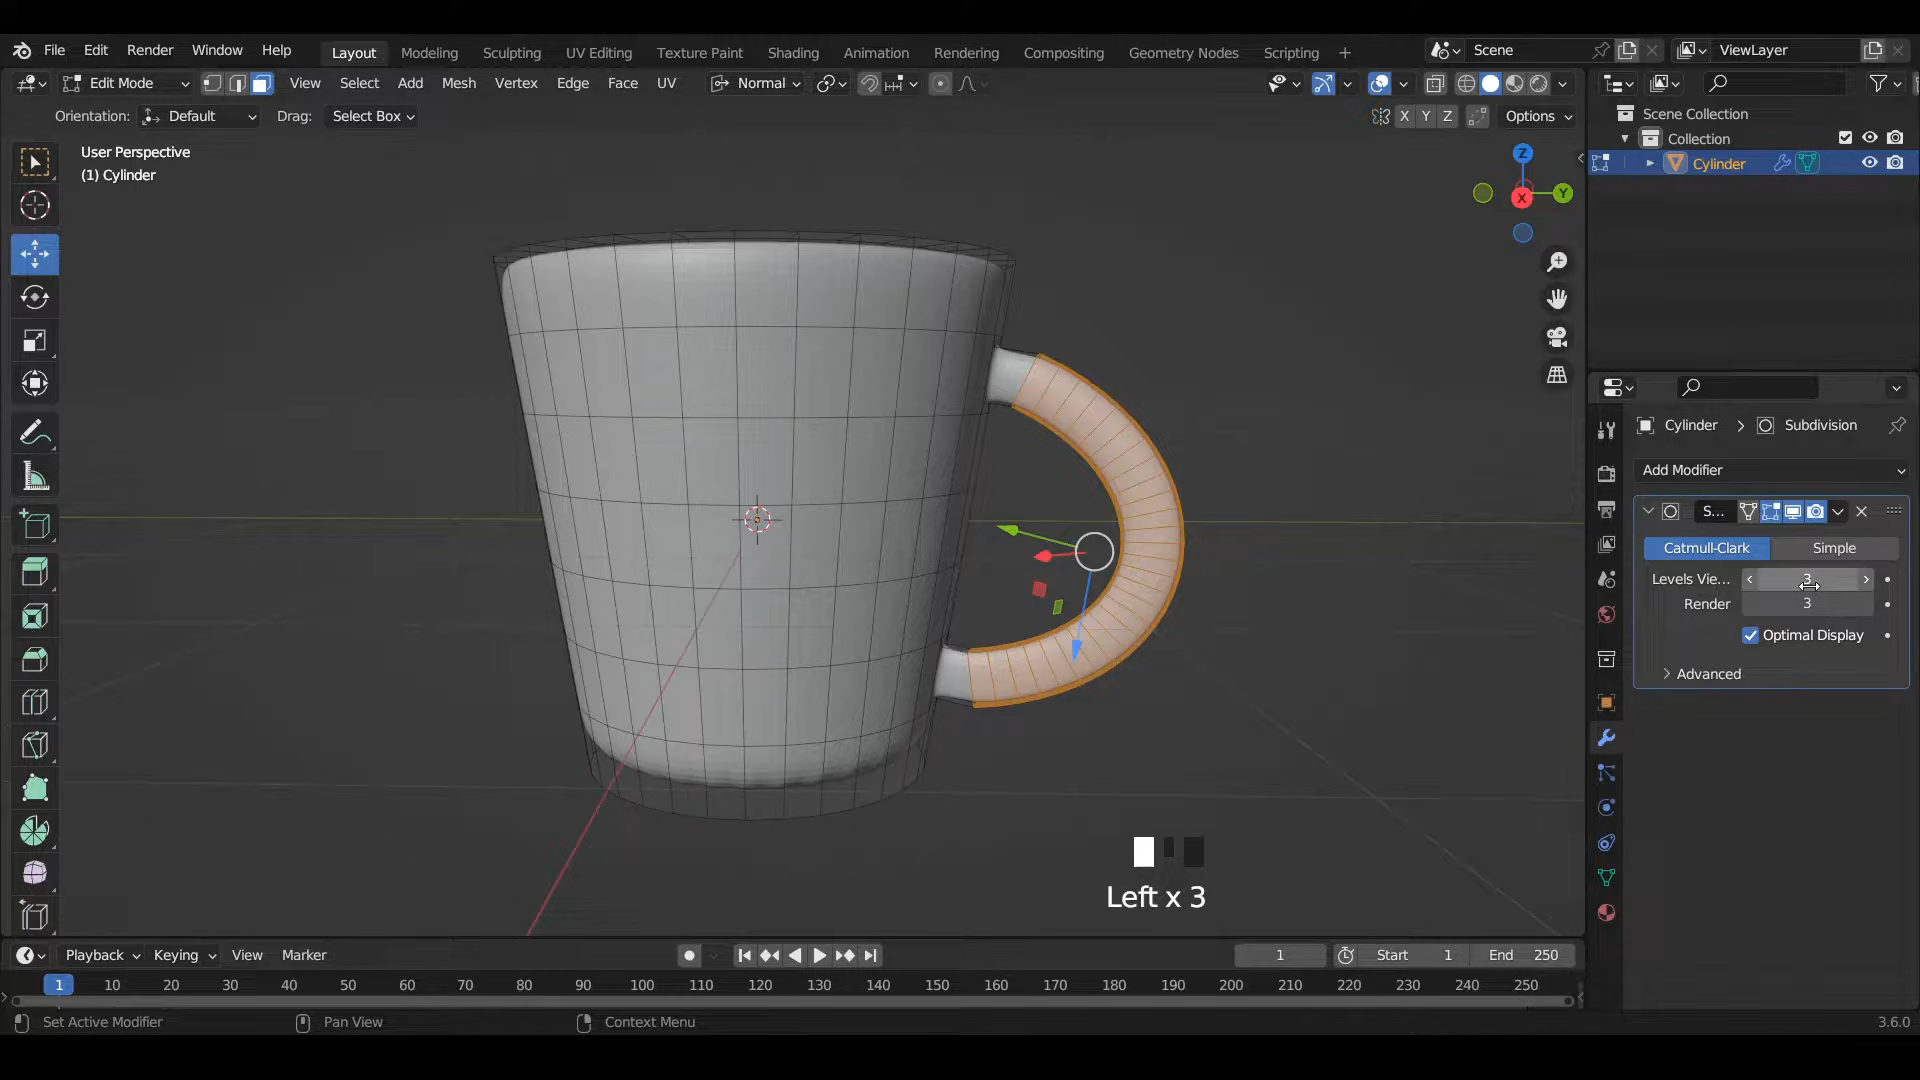 File Edit Render Window Help Layout Modeling Sculpting UV Editing Texture Paint Shading Animation Rendering Compositing Geometry Nodes Scripting + Scene ViewLayer
Edit Mode View Select Add Mesh Vertex Edge Face UV Normal
Orientation: Default Drag: Select Box X Y Z Options
Scene Collection
Collection
Cylinder
User Perspective
(1) Cylinder
Z
Y
X
Cylinder > Subdivision
Add Modifier
S...
Catmull-Clark Simple
Levels Vie... 3
Render 3
Optimal Display
Advanced
Left x 3
Playback Keying View Marker 1 Start 1 End 250
1 10 20 30 40 50 60 70 80 90 100 110 120 130 140 150 160 170 180 190 200 210 220 230 240 250
Set Active Modifier Pan View Context Menu 3.6.0